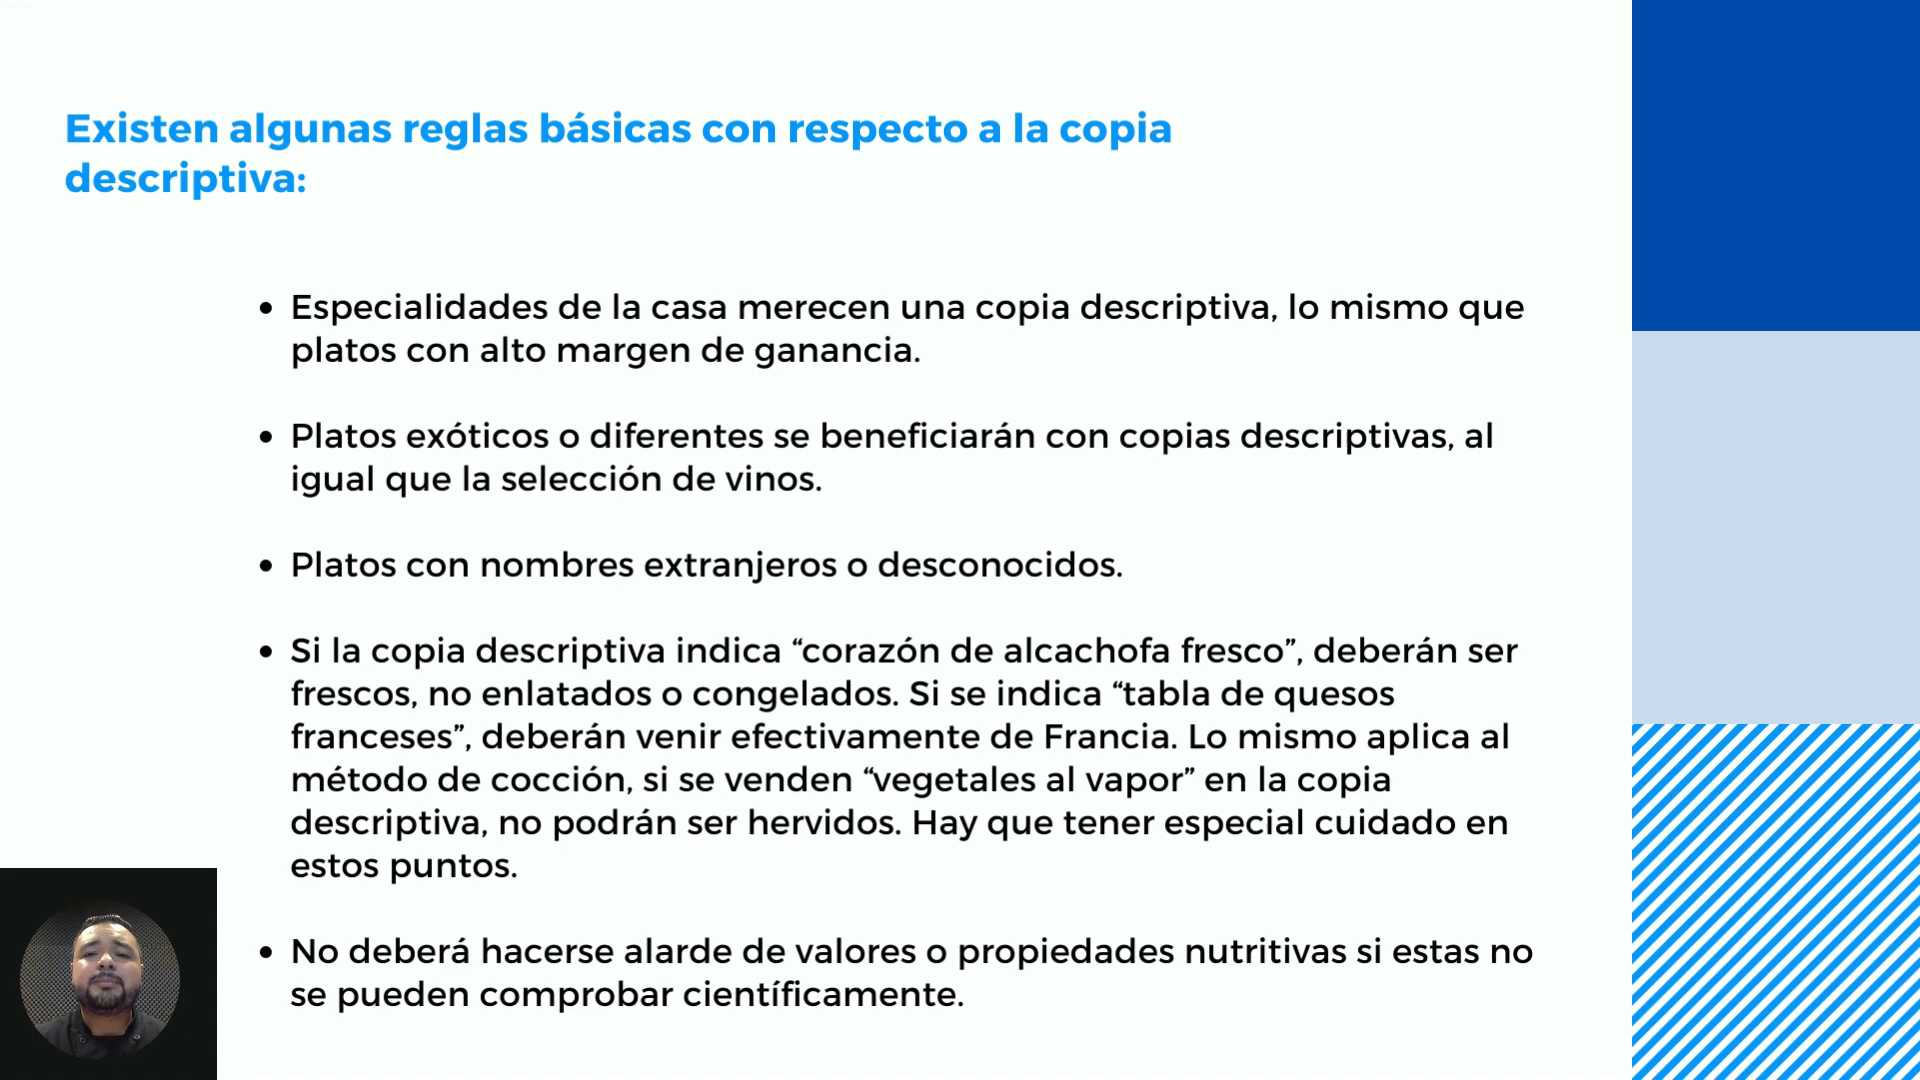 Existen algunas reglas básicas con respecto a la copia
descriptiva:
• Especialidades de la casa merecen una copia descriptiva, lo mismo que
platos con alto margen de ganancia.
• Platos exóticos o diferentes se beneficiarán con copias descriptivas, al
igual que la selección de vinos.
• Platos con nombres extranjeros o desconocidos.
• Si la copia descriptiva indica “corazón de alcachofa fresco”, deberán ser
frescos, no enlatados o congelados. Si se indica “tabla de quesos
franceses”, deberán venir efectivamente de Francia. Lo mismo aplica al
método de cocción, si se venden “vegetales al vapor” en la copia
descriptiva, no podrán ser hervidos. Hay que tener especial cuidado en
estos puntos.
• No deberá hacerse alarde de valores o propiedades nutritivas si estas no
se pueden comprobar científicamente.